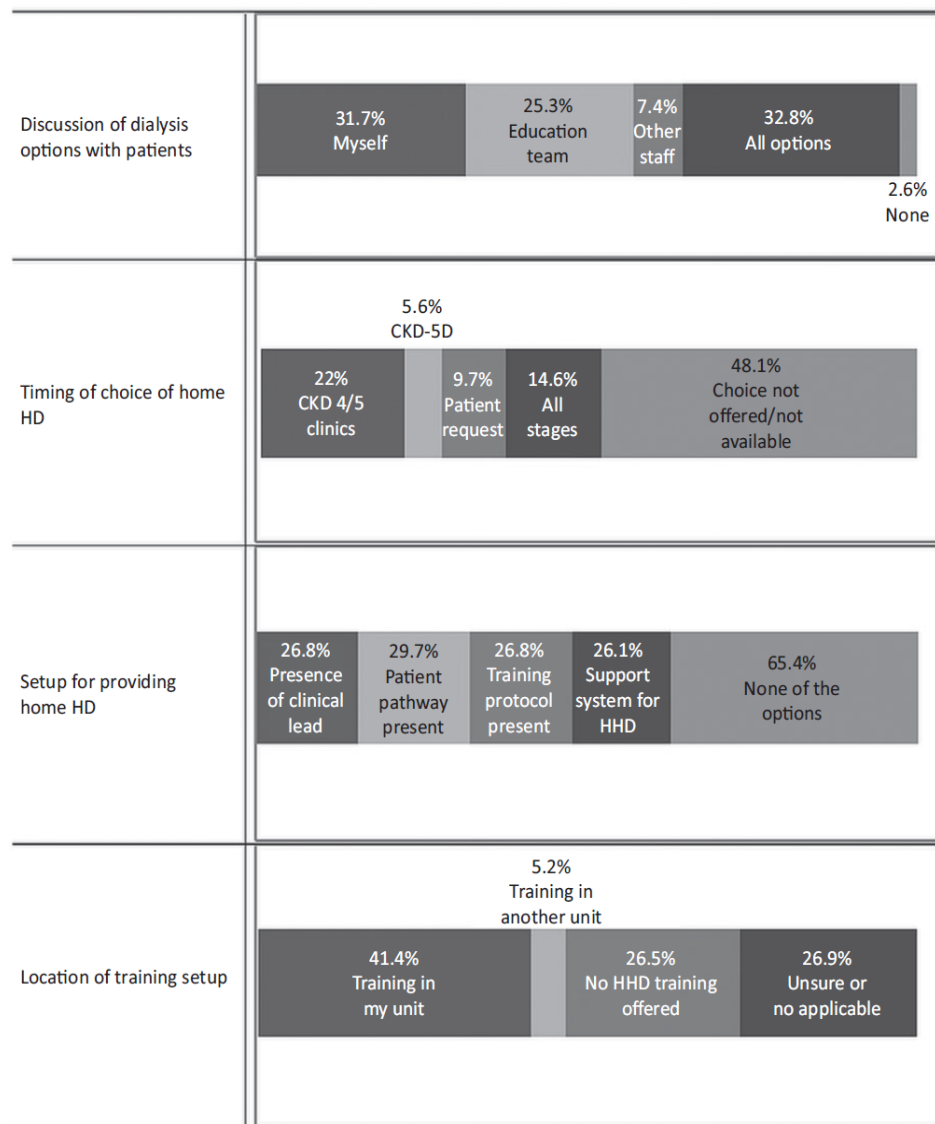 Discussion of dialysis
options with patients
31.7%
Myself
25.3%
Education
team
7.4%
Other
staff
32.8%
All options
2.6%
None
Timing of choice of home
HD
22%
CKD 4/5
clinics
5.6%
CKD-5D
9.7%
Patient
request
14.6%
All
stages
48.1%
Choice not
offered/not
available
Setup for providing
home HD
26.8%
Presence
of clinical
lead
29.7%
Patient
pathway
present
26.8%
Training
protocol
present
26.1%
Support
system for
HHD
65.4%
None of the
options
Location of training setup
41.4%
Training in
my unit
5.2%
Training in
another unit
26.5%
No HHD training
offered
26.9%
Unsure or
no applicable